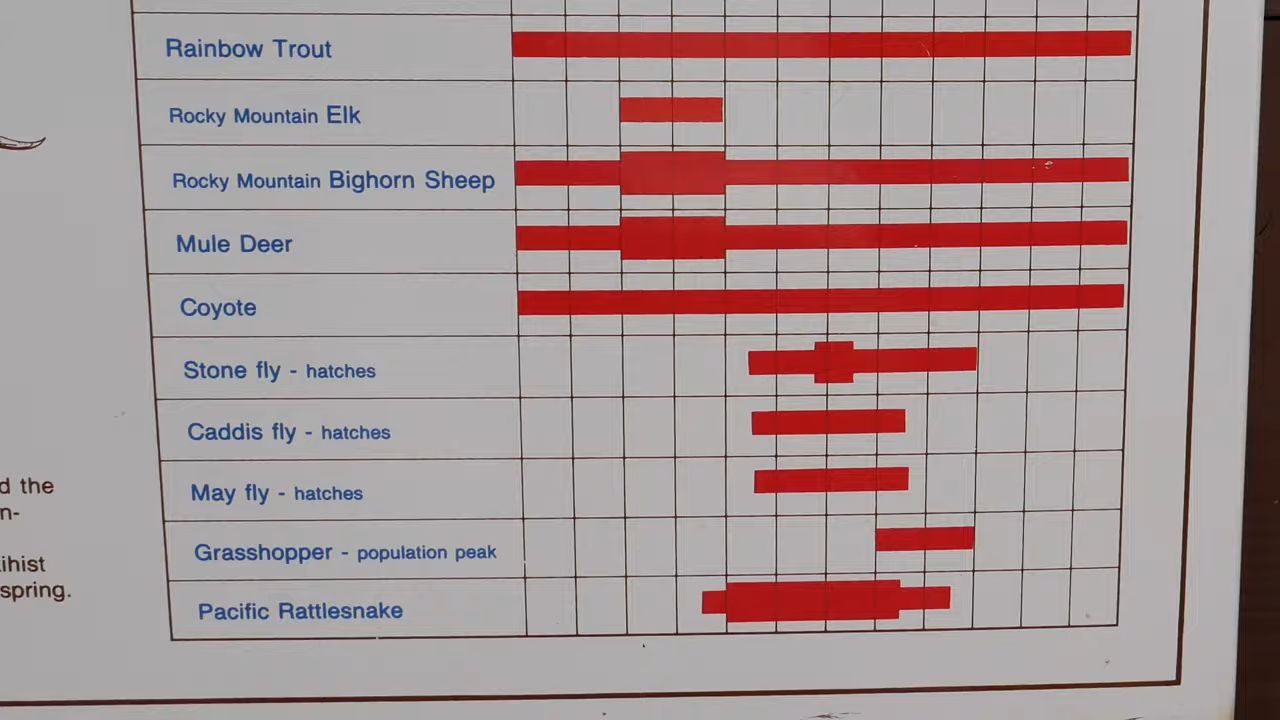 Rainbow Trout
Rocky Mountain Elk
Rocky Mountain Bighorn Sheep
Mule Deer
Coyote
Stone fly - hatches
Caddis fly - hatches
May fly - hatches
Grasshopper - population peak
Pacific Rattlesnake
d the
n-
ihist
spring.